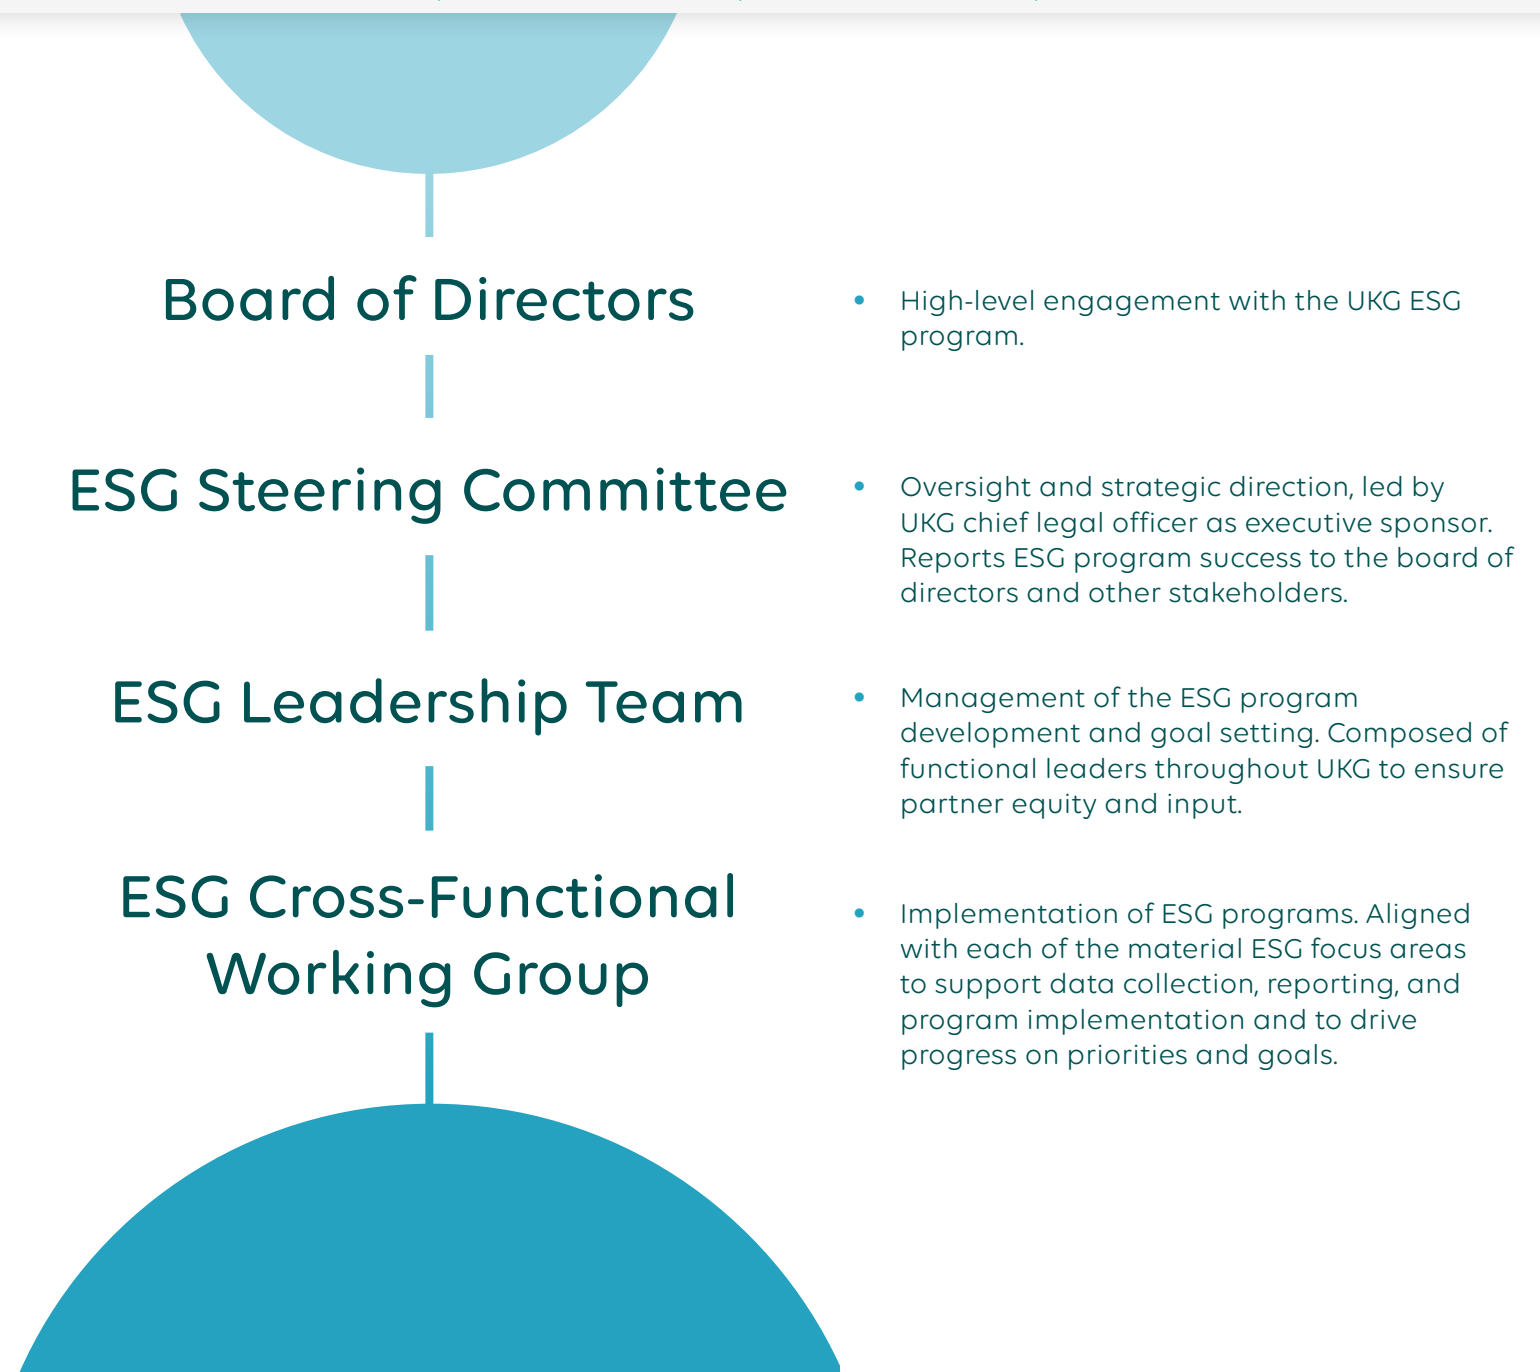 Board of Directors
• High-level engagement with the UKG ESG
program.
ESG Steering Committee
• Oversight and strategic direction, led by
UKG chief legal officer as executive sponsor.
Reports ESG program success to the board of
directors and other stakeholders.
ESG Leadership Team
• Management of the ESG program
development and goal setting. Composed of
functional leaders throughout UKG to ensure
partner equity and input.
ESG Cross-Functional
Working Group
• Implementation of ESG programs. Aligned
with each of the material ESG focus areas
to support data collection, reporting, and
program implementation and to drive
progress on priorities and goals.